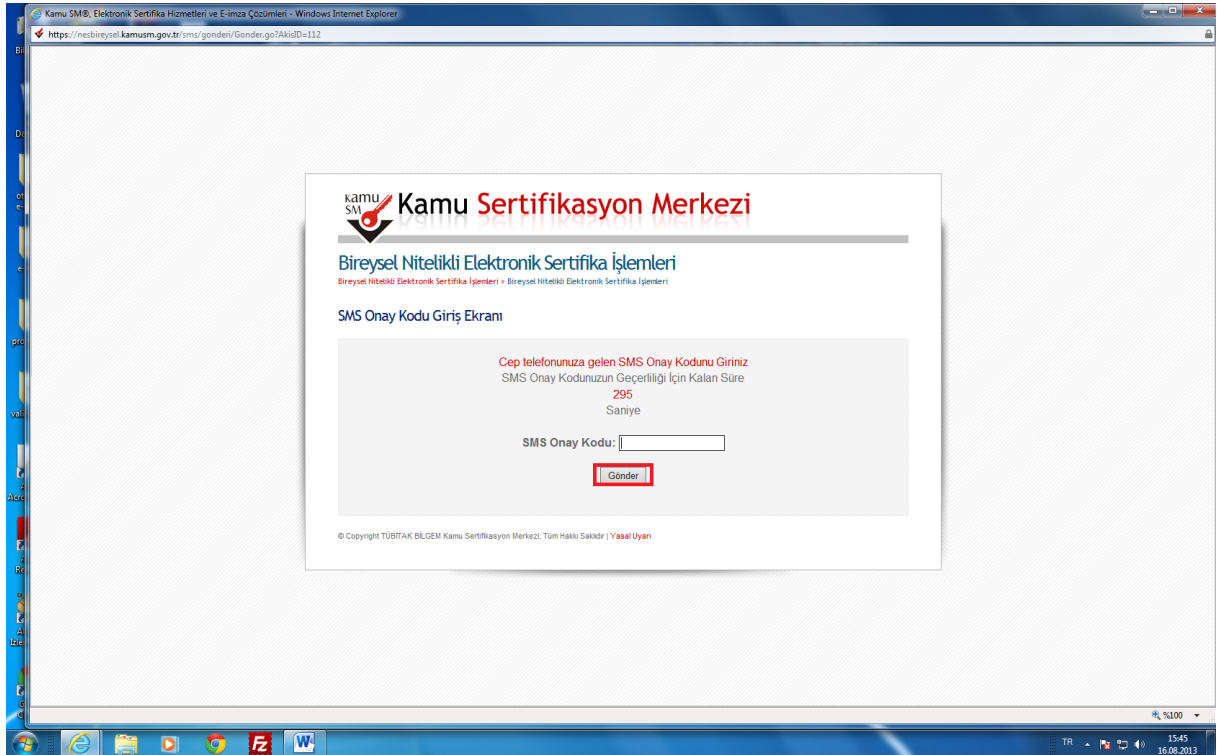 Kamu SM®, Elektronik Sertifika Hizmetleri ve E-imza Çözümleri - Windows Internet Explorer
https://nesbireysel.kamusm.gov.tr/sms/gonderi/Gonder.go?AkisID=112
Kamu SM
Kamu Sertifikasyon Merkezi
Bireysel Nitelikli Elektronik Sertifika İşlemleri
Bireysel Nitelikli Elektronik Sertifika İşlemleri > Bireysel Nitelikli Elektronik Sertifika İşlemleri
SMS Onay Kodu Giriş Ekranı
Cep telefonunuza gelen SMS Onay Kodunu Giriniz
SMS Onay Kodunuzun Geçerliliği İçin Kalan Süre
295
Saniye
SMS Onay Kodu:
Gönder
© Copyright TÜBİTAK BİLGEM Kamu Sertifikasyon Merkezi, Tüm Hakkı Saklıdır | Yasal Uyarı
%100
TR
15:45
16.08.2013